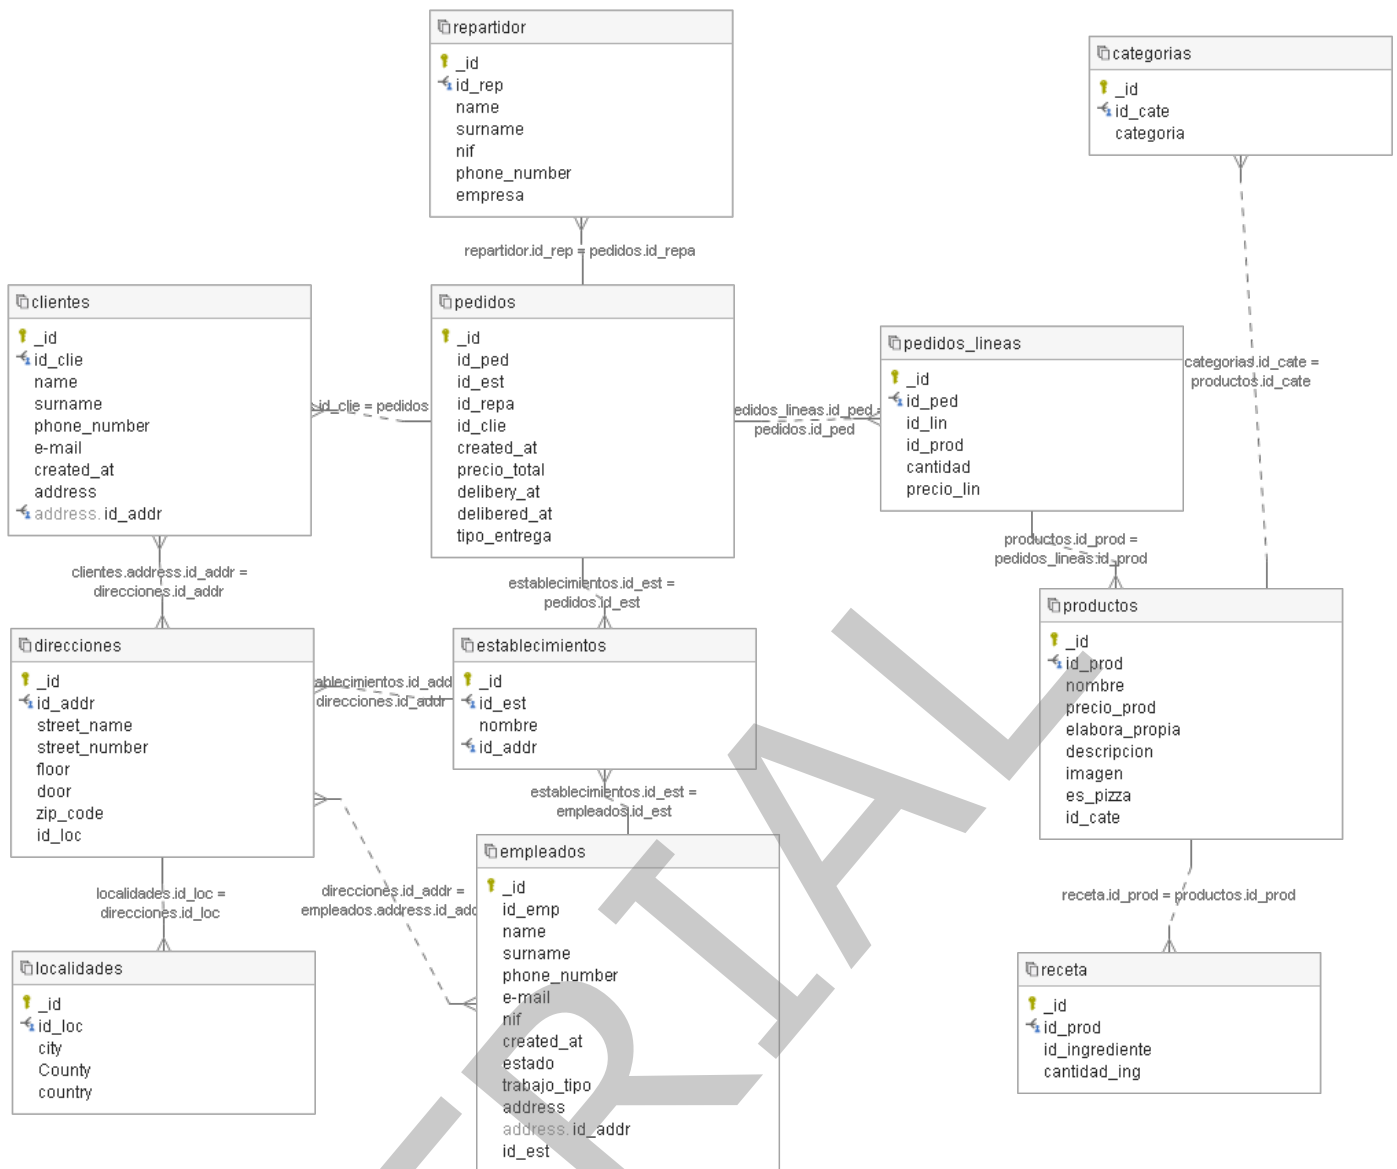 repartidor
_id
id_rep
name
surname
nif
phone_number
empresa
categorias
_id
id_cate
categoria
repartidor.id_rep = pedidos.id_repa
clientes
_id
id_clie
name
surname
phone_number
e-mail
created_at
address
address.id_addr
id_clie = pedidos
pedidos
_id
id_ped
id_est
id_repa
id_clie
created_at
precio_total
delibery_at
delibered_at
tipo_entrega
edidos_lineas.id_ped =
pedidos.id_ped
pedidos_lineas
_id
id_ped
id_lin
id_prod
cantidad
precio_lin
categorias.id_cate =
productos.id_cate
productos.id_prod =
pedidos_lineas.id_prod
clientes.address.id_addr =
direcciones.id_addr
establecimientos.id_est =
pedidos.id_est
direcciones
_id
id_addr
street_name
street_number
floor
door
zip_code
id_loc
ablecimientos.id_add
direcciones.id_addr
establecimientos
_id
id_est
nombre
id_addr
productos
_id
id_prod
nombre
precio_prod
elabora_propia
descripcion
imagen
es_pizza
id_cate
establecimientos.id_est =
empleados.id_est
localidades.id_loc =
direcciones.id_loc
direcciones.id_addr =
empleados.address.id_add
empleados
_id
id_emp
name
surname
phone_number
e-mail
nif
created_at
estado
trabajo_tipo
address
address.id_addr
id_est
receta.id_prod = productos.id_prod
localidades
_id
id_loc
city
County
country
receta
_id
id_prod
id_ingrediente
cantidad_ing
RIAL